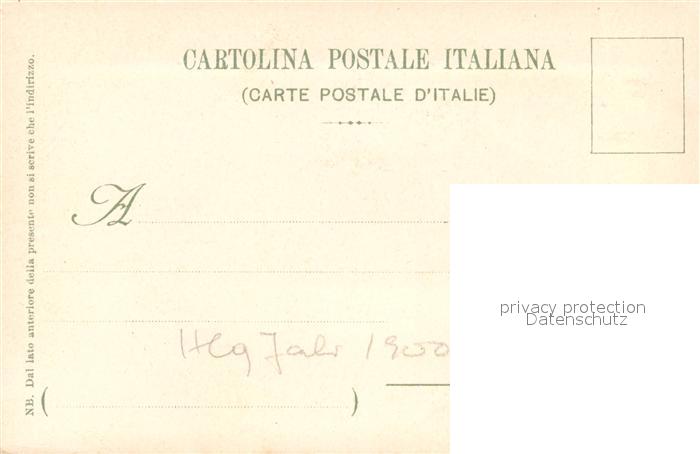 CARTOLINA POSTALE ITALIANA
(CARTE POSTALE D'ITALIE)
A
( )
NB. Dal lato anteriore della presente non si scrive che l'indirizzo.
Hlg Jahr 1900
privacy protection
Datenschutz